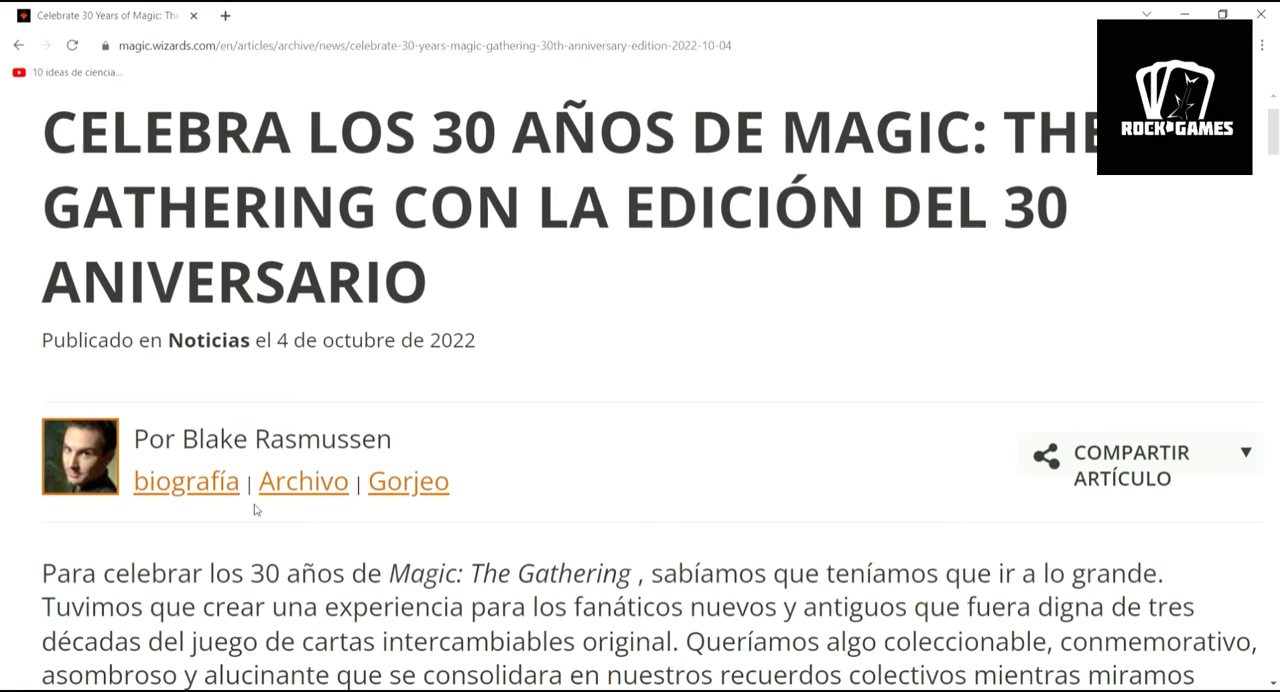 Celebrate 30 Years of Magic: The
magic.wizards.com/en/articles/archive/news/celebrate-30-years-magic-gathering-30th-anniversary-edition-2022-10-04
10 ideas de ciencia...
ROCK GAMES
CELEBRA LOS 30 AÑOS DE MAGIC: THE
GATHERING CON LA EDICIÓN DEL 30
ANIVERSARIO
Publicado en Noticias el 4 de octubre de 2022
Por Blake Rasmussen
biografía | Archivo | Gorjeo
COMPARTIR
ARTÍCULO
Para celebrar los 30 años de Magic: The Gathering , sabíamos que teníamos que ir a lo grande.
Tuvimos que crear una experiencia para los fanáticos nuevos y antiguos que fuera digna de tres
décadas del juego de cartas intercambiables original. Queríamos algo coleccionable, conmemorativo,
asombroso y alucinante que se consolidara en nuestros recuerdos colectivos mientras miramos